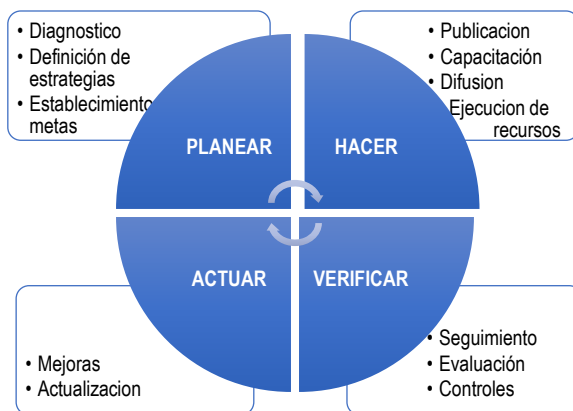 • Diagnostico
• Definición de
estrategias
• Establecimiento
metas
• Publicacion
• Capacitación
• Difusion
Ejecucion de
recursos
PLANEAR
HACER
ACTUAR
VERIFICAR
• Mejoras
• Actualizacion
• Seguimiento
• Evaluación
• Controles